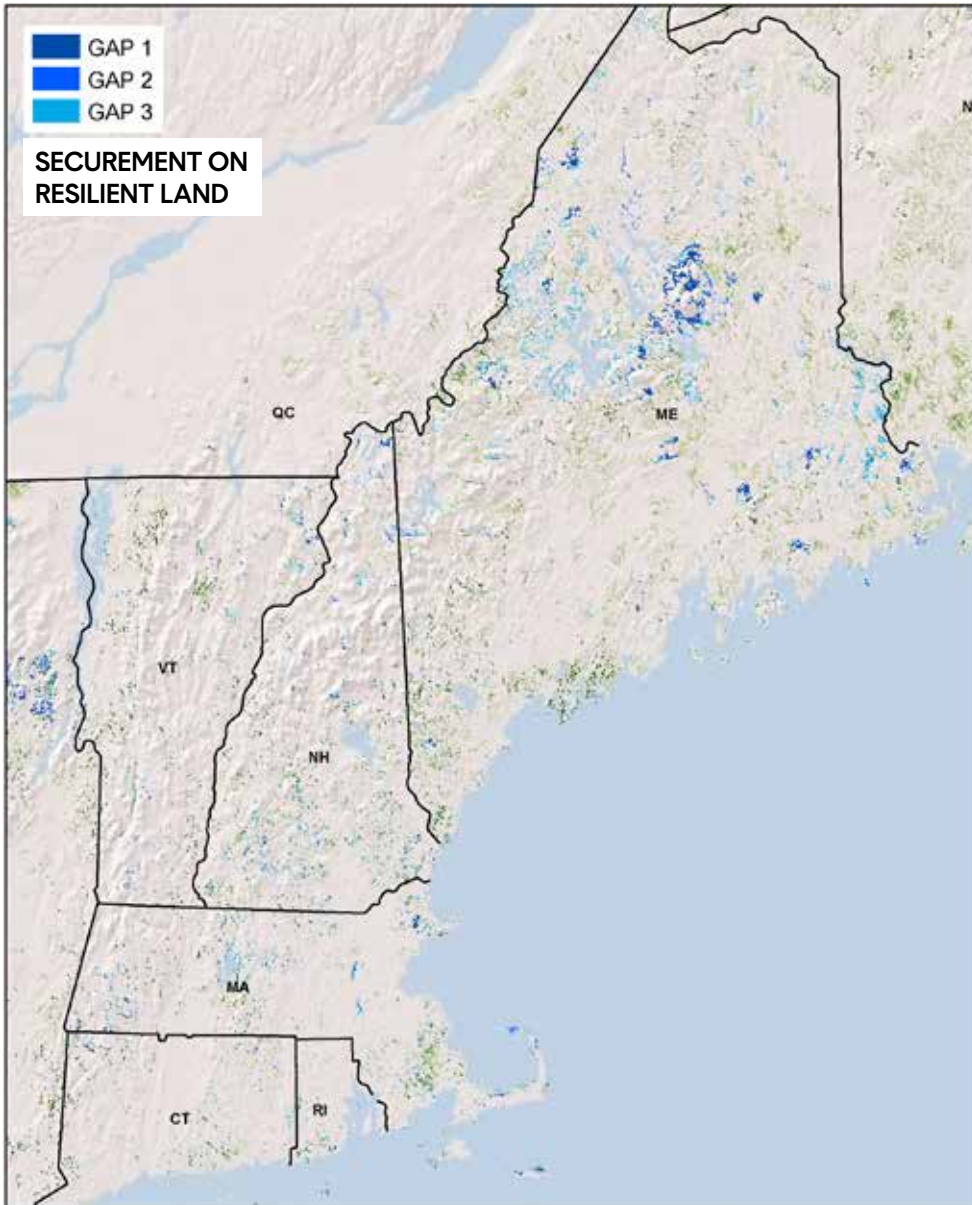 GAP 1
GAP 2
GAP 3
SECUREMENT ON
RESILIENT LAND
N
QC
ME
VT
NH
MA
CT
RI